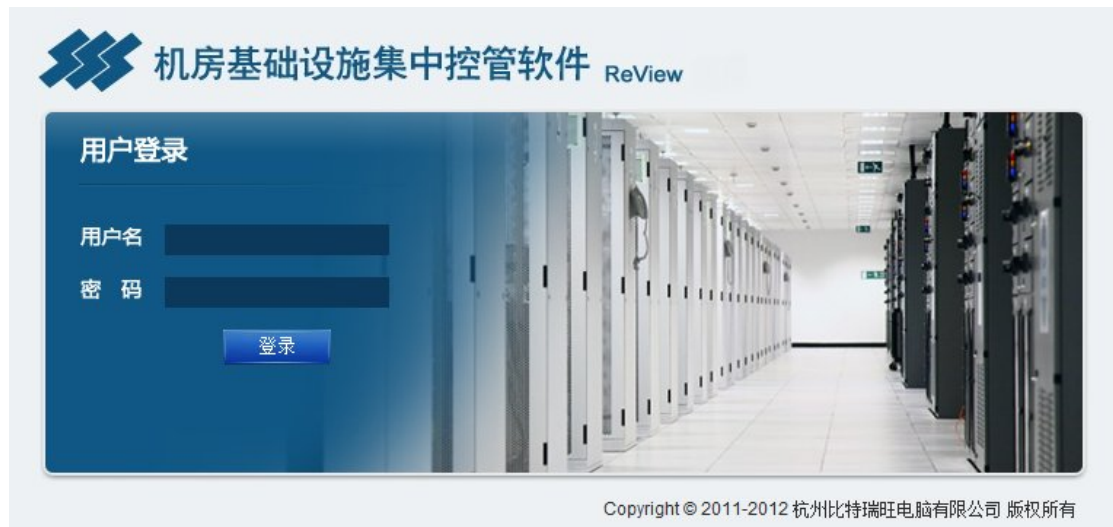 机房基础设施集中控管软件 ReView
用户登录
用户名
密 码
登录
Copyright © 2011-2012 杭州比特瑞旺电脑有限公司 版权所有